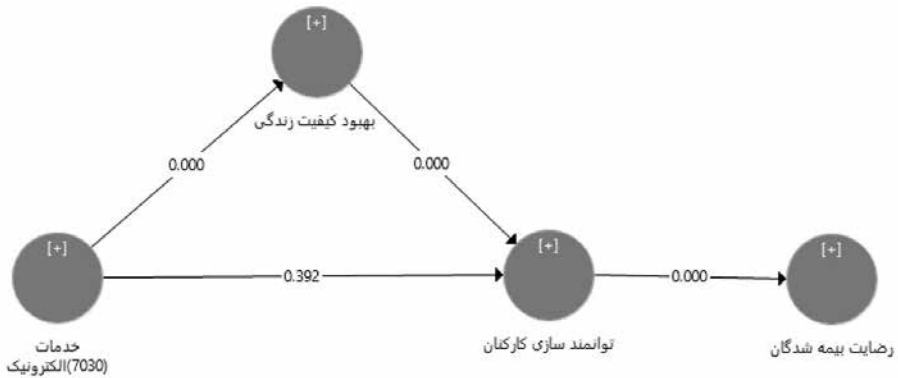 [+]
بهبود کیفیت زندگی
0.000
0.000
[+]
خدمات
الکترونیک(7030)
0.392
[+]
توانمند سازی کارکنان
0.000
[+]
رضایت بیمه شدگان